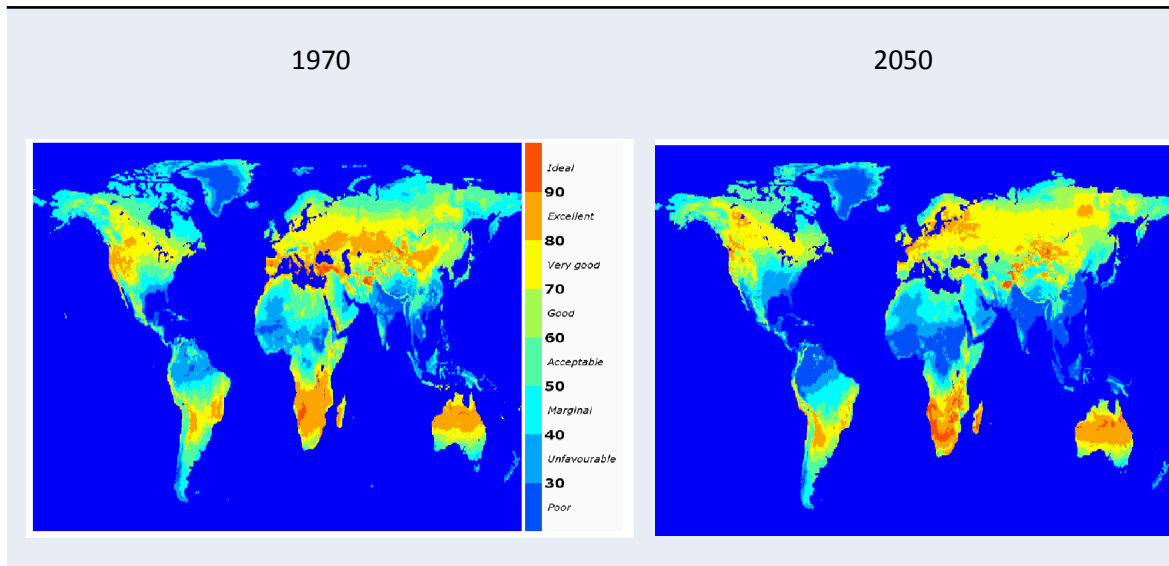 1970
2050
Ideal
90
Excellent
80
Very good
70
Good
60
Acceptable
50
Marginal
40
Unfavourable
30
Poor